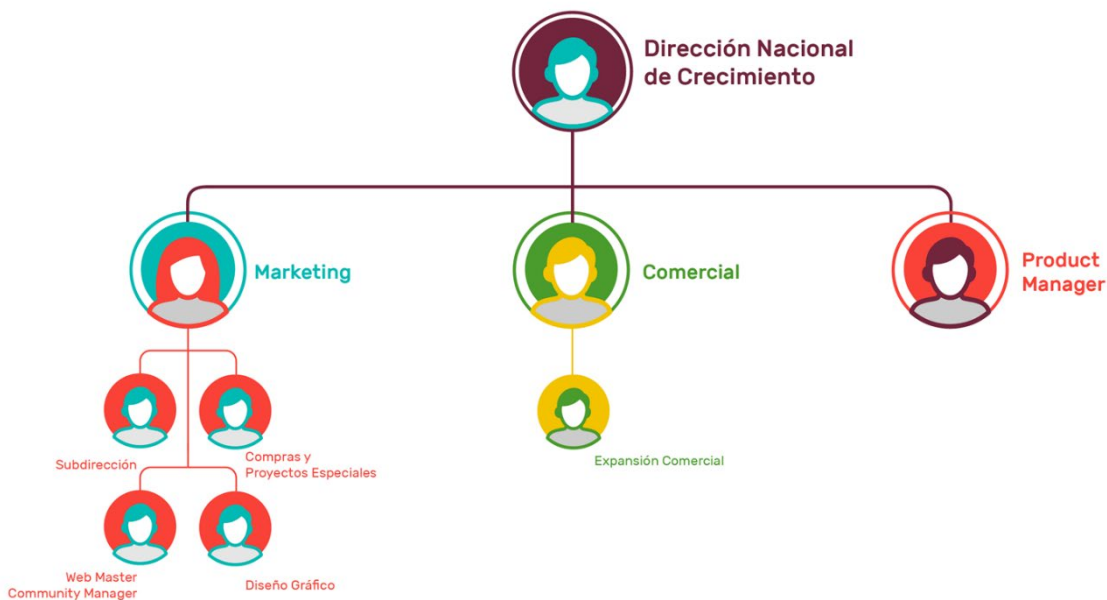 Dirección Nacional
de Crecimiento
Marketing
Comercial
Product
Manager
Subdirección
Compras y
Proyectos Especiales
Expansión Comercial
Web Master
Community Manager
Diseño Gráfico